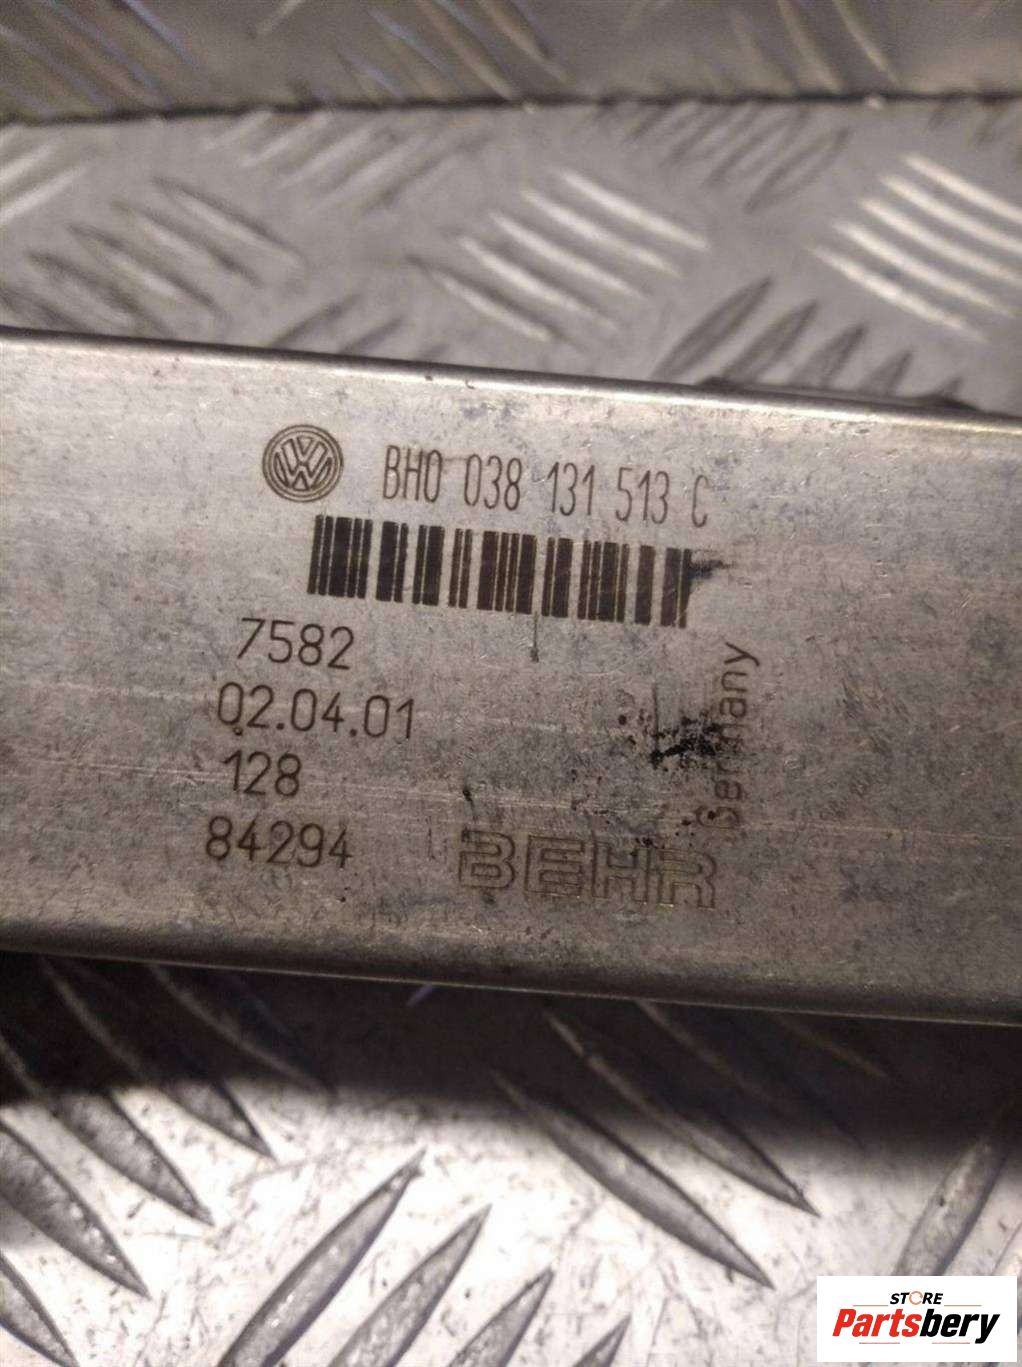 BH0 038 131 513 C
7582
02.04.01
128
84294
BEHR
Germany
STORE
Partsbery